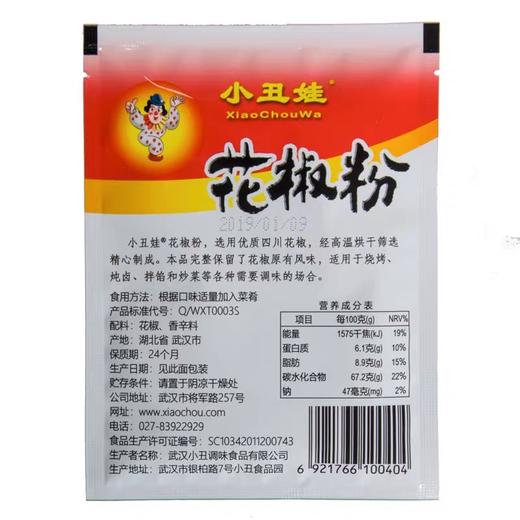 小丑娃®
XiaoChouWa
花椒粉
2019/01/09
小丑娃®花椒粉，选用优质四川花椒，经高温烘干筛选
精心制成。本品完整保留了花椒原有风味，适用于烧烤、
炖卤、拌馅和炒菜等各种需要调味的场合。
食用方法：根据口味适量加入菜肴
产品标准代号：Q/WXT0003S
配料：花椒、香辛料
产地：湖北省 武汉市
保质期：24个月
生产日期：见此面包装
贮存条件：请置于阴凉干燥处
公司地址：武汉市将军路257号
网址：www.xiaochou.com
电话：027-83922929
食品生产许可证编号：SC10342011200743
生产者名称：武汉小丑调味食品有限公司
生产地址：武汉市银柏路7号小丑食品园
营养成分表
项目 每100克(g) NRV%
能量 1575千焦(kJ) 19%
蛋白质 6.1克(g) 10%
脂肪 8.9克(g) 15%
碳水化合物 67.2克(g) 22%
钠 47毫克(mg) 2%
6 921766 100404